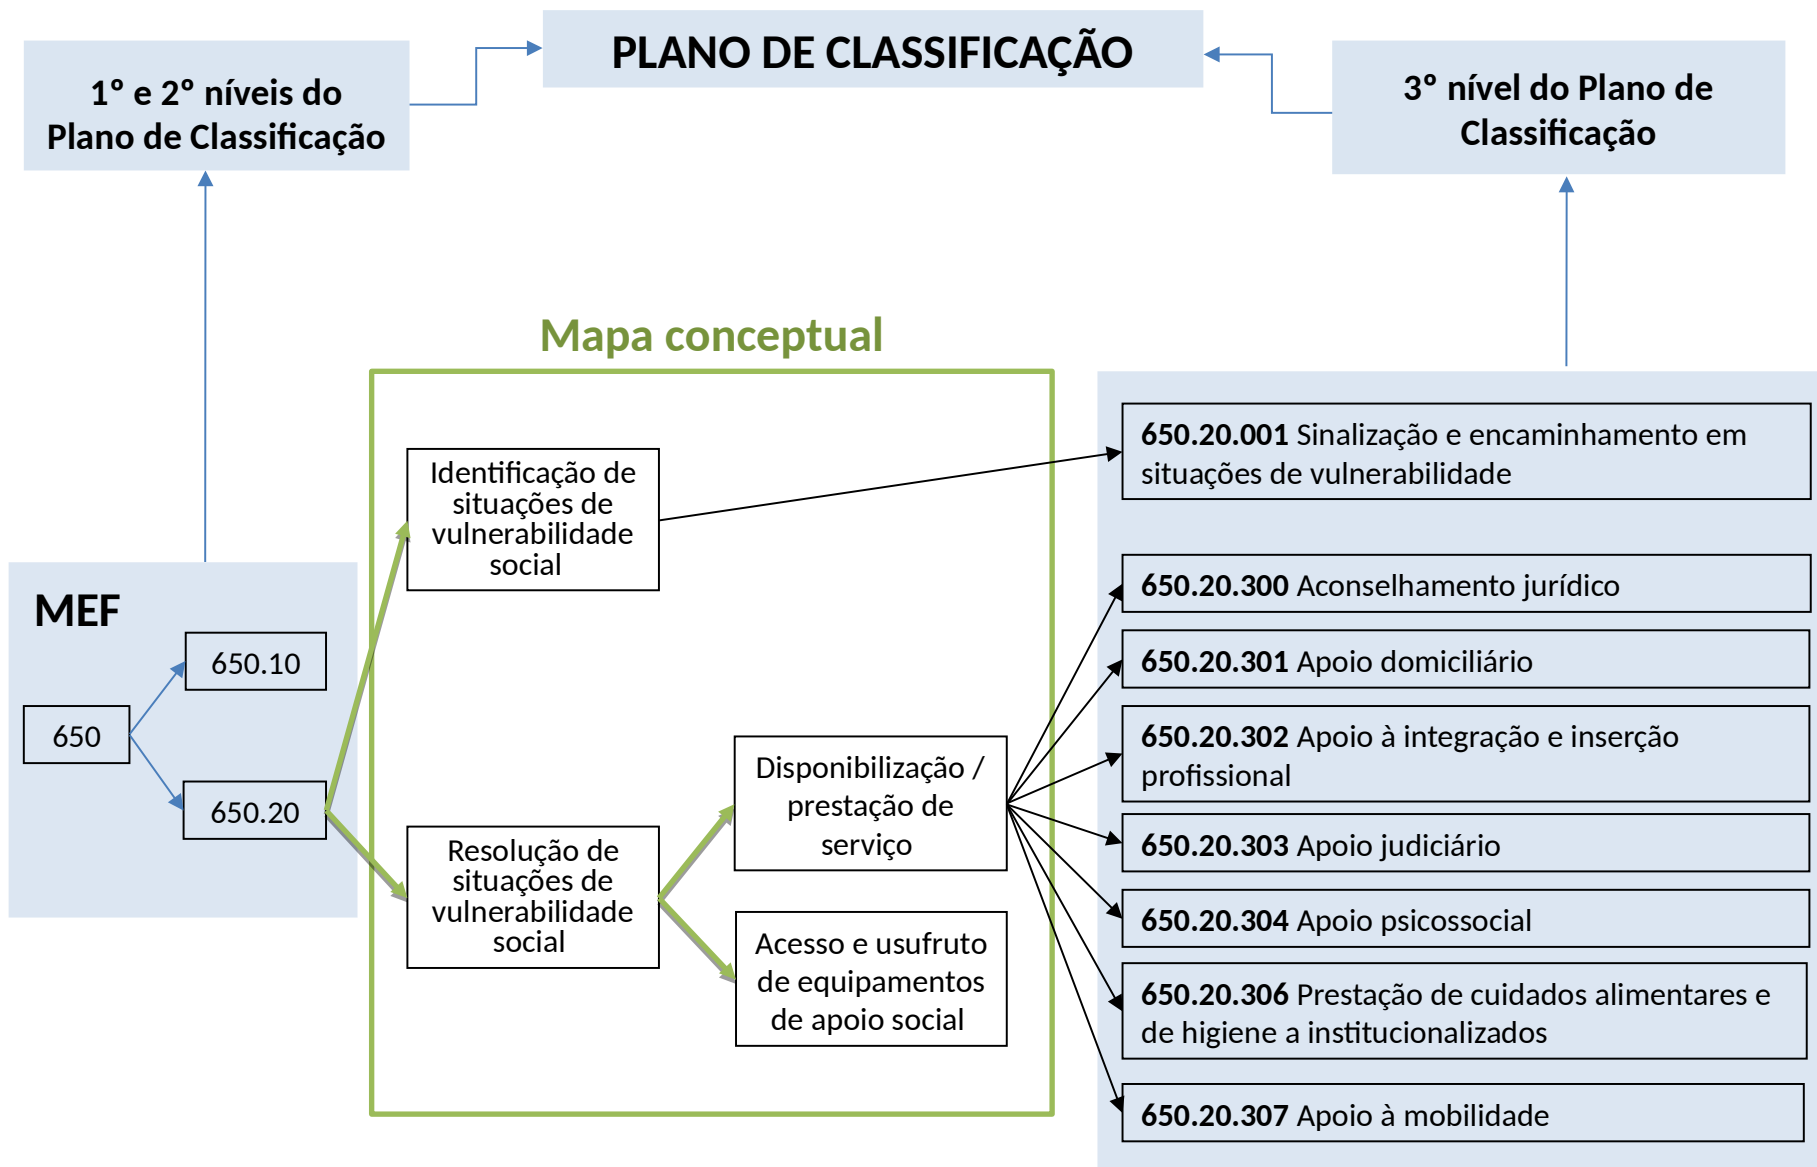 PLANO DE CLASSIFICAÇÃO
1º e 2º níveis do
Plano de Classificação
3º nível do Plano de
Classificação
Mapa conceptual
MEF
650
650.10
650.20
Identificação de
situações de
vulnerabilidade
social
Resolução de
situações de
vulnerabilidade
social
Disponibilização /
prestação de
serviço
Acesso e usufruto
de equipamentos
de apoio social
650.20.001 Sinalização e encaminhamento em
situações de vulnerabilidade
650.20.300 Aconselhamento jurídico
650.20.301 Apoio domiciliário
650.20.302 Apoio à integração e inserção
profissional
650.20.303 Apoio judiciário
650.20.304 Apoio psicossocial
650.20.306 Prestação de cuidados alimentares e
de higiene a institucionalizados
650.20.307 Apoio à mobilidade